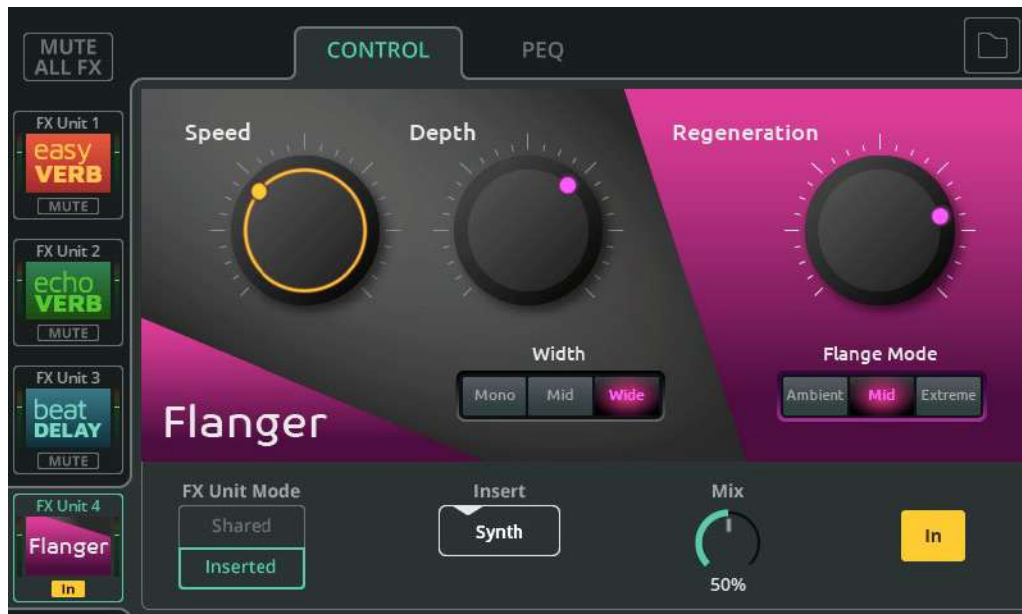 MUTE
ALL FX
CONTROL
PEQ
FX Unit 1
easy
VERB
MUTE
FX Unit 2
echo
VERB
MUTE
FX Unit 3
beat
DELAY
MUTE
FX Unit 4
Flanger
In
Speed
Depth
Regeneration
Width
Mono Mid Wide
Flange Mode
Ambient Mid Extreme
Flanger
FX Unit Mode
Shared
Inserted
Insert
Synth
Mix
50%
In